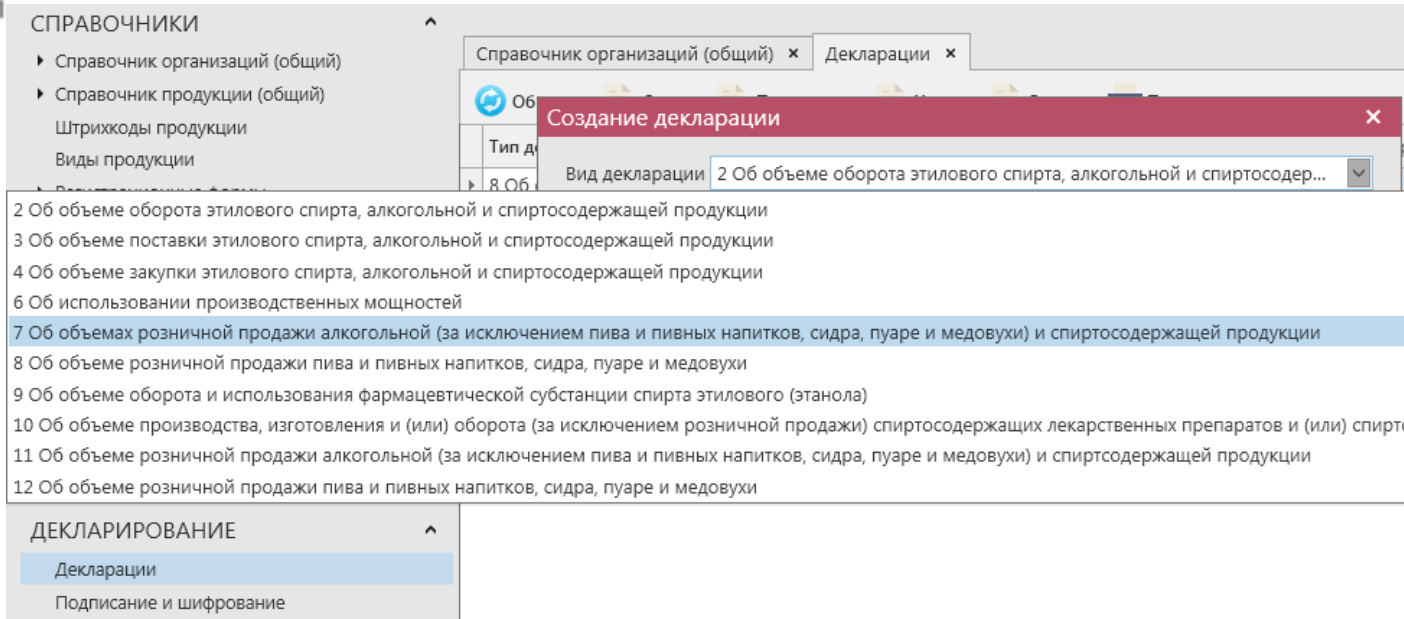 СПРАВОЧНИКИ
Справочник организаций (общий)
Справочник продукции (общий)
Штрихкоды продукции
Виды продукции
Справочник организаций (общий) × Декларации ×
Об
Создание декларации ×
Тип д
Вид декларации 2 Об объеме оборота этилового спирта, алкогольной и спиртосодер...
8 Об
2 Об объеме оборота этилового спирта, алкогольной и спиртосодержащей продукции
3 Об объеме поставки этилового спирта, алкогольной и спиртосодержащей продукции
4 Об объеме закупки этилового спирта, алкогольной и спиртосодержащей продукции
6 Об использовании производственных мощностей
7 Об объемах розничной продажи алкогольной (за исключением пива и пивных напитков, сидра, пуаре и медовухи) и спиртосодержащей продукции
8 Об объеме розничной продажи пива и пивных напитков, сидра, пуаре и медовухи
9 Об объеме оборота и использования фармацевтической субстанции спирта этилового (этанола)
10 Об объеме производства, изготовления и (или) оборота (за исключением розничной продажи) спиртосодержащих лекарственных препаратов и (или) спирт
11 Об объеме розничной продажи алкогольной (за исключением пива и пивных напитков, сидра, пуаре и медовухи) и спиртсодержащей продукции
12 Об объеме розничной продажи пива и пивных напитков, сидра, пуаре и медовухи
ДЕКЛАРИРОВАНИЕ
Декларации
Подписание и шифрование